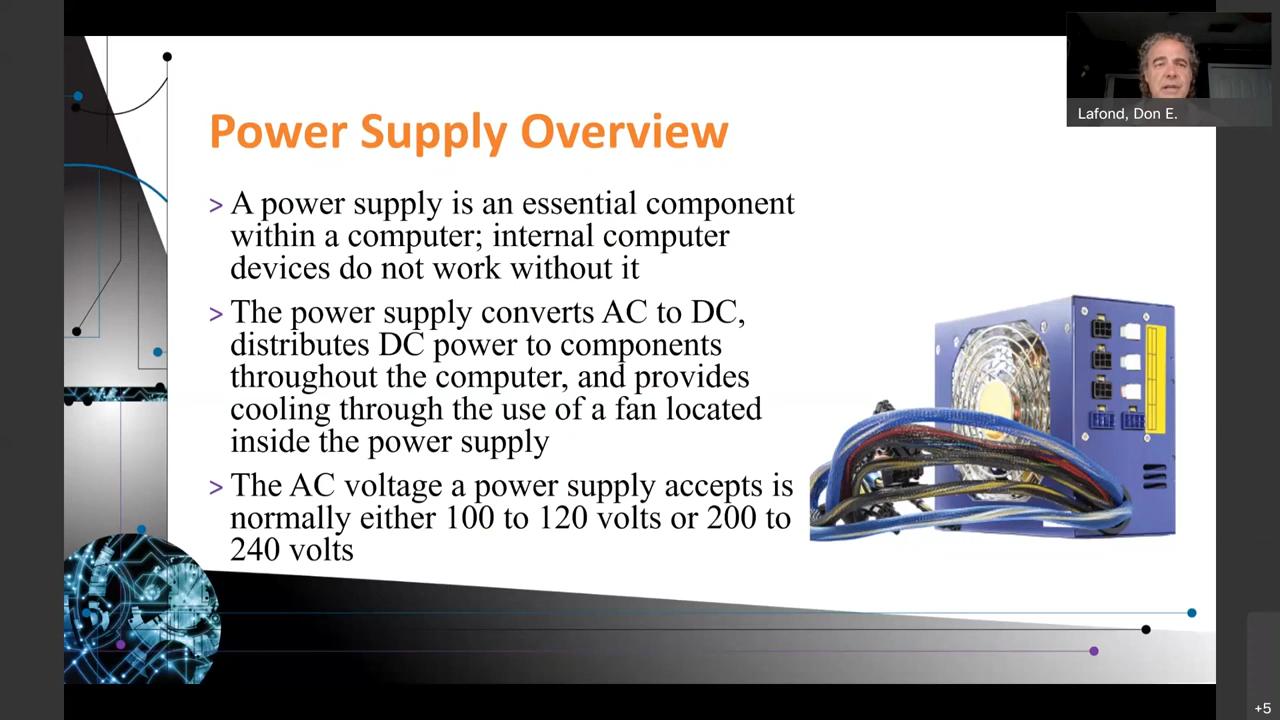 Lafond, Don E.
Power Supply Overview
> A power supply is an essential component
within a computer; internal computer
devices do not work without it
> The power supply converts AC to DC,
distributes DC power to components
throughout the computer, and provides
cooling through the use of a fan located
inside the power supply
> The AC voltage a power supply accepts is
normally either 100 to 120 volts or 200 to
240 volts
+5